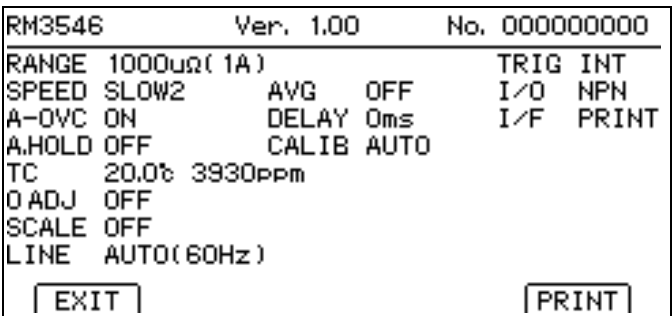 RM3546 Ver. 1.00 No. 000000000
RANGE 1000uΩ( 1A) TRIG INT
SPEED SLOW2 AVG OFF I/O NPN
A-OVC ON DELAY 0ms I/F PRINT
A.HOLD OFF CALIB AUTO
TC 20.0℃ 3930ppm
0 ADJ OFF
SCALE OFF
LINE AUTO(60Hz)
EXIT PRINT